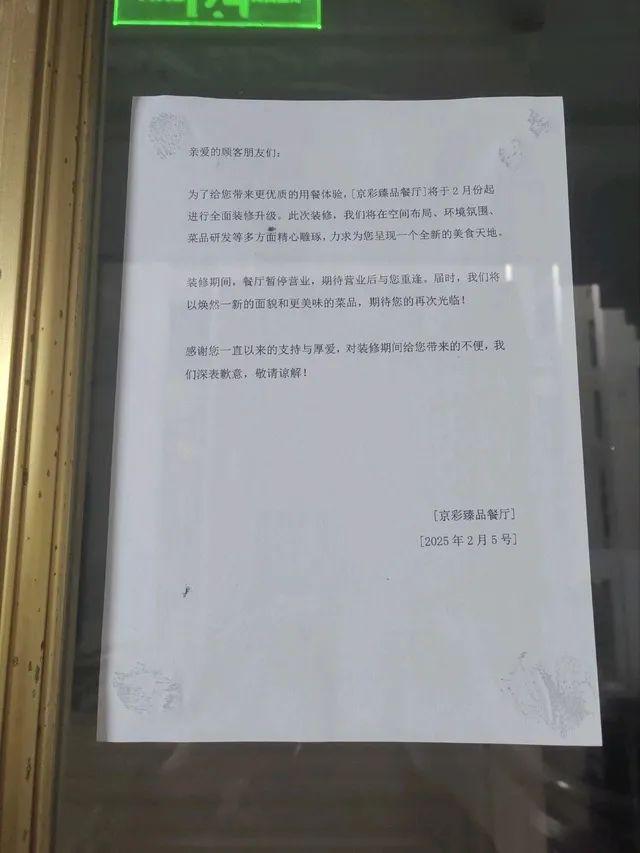 亲爱的顾客朋友们：
为了给您带来更优质的用餐体验，[京彩臻品餐厅]将于 2 月份起
进行全面装修升级。此次装修，我们将在空间布局、环境氛围、
菜品研发等多方面精心雕琢，力求为您呈现一个全新的美食天地。
装修期间，餐厅暂停营业，期待营业后与您重逢。届时，我们将
以焕然一新的面貌和更美味的菜品，期待您的再次光临！
感谢您一直以来的支持与厚爱，对装修期间给您带来的不便，我
们深表歉意，敬请谅解！
[京彩臻品餐厅]
[2025 年 2 月 5 号]